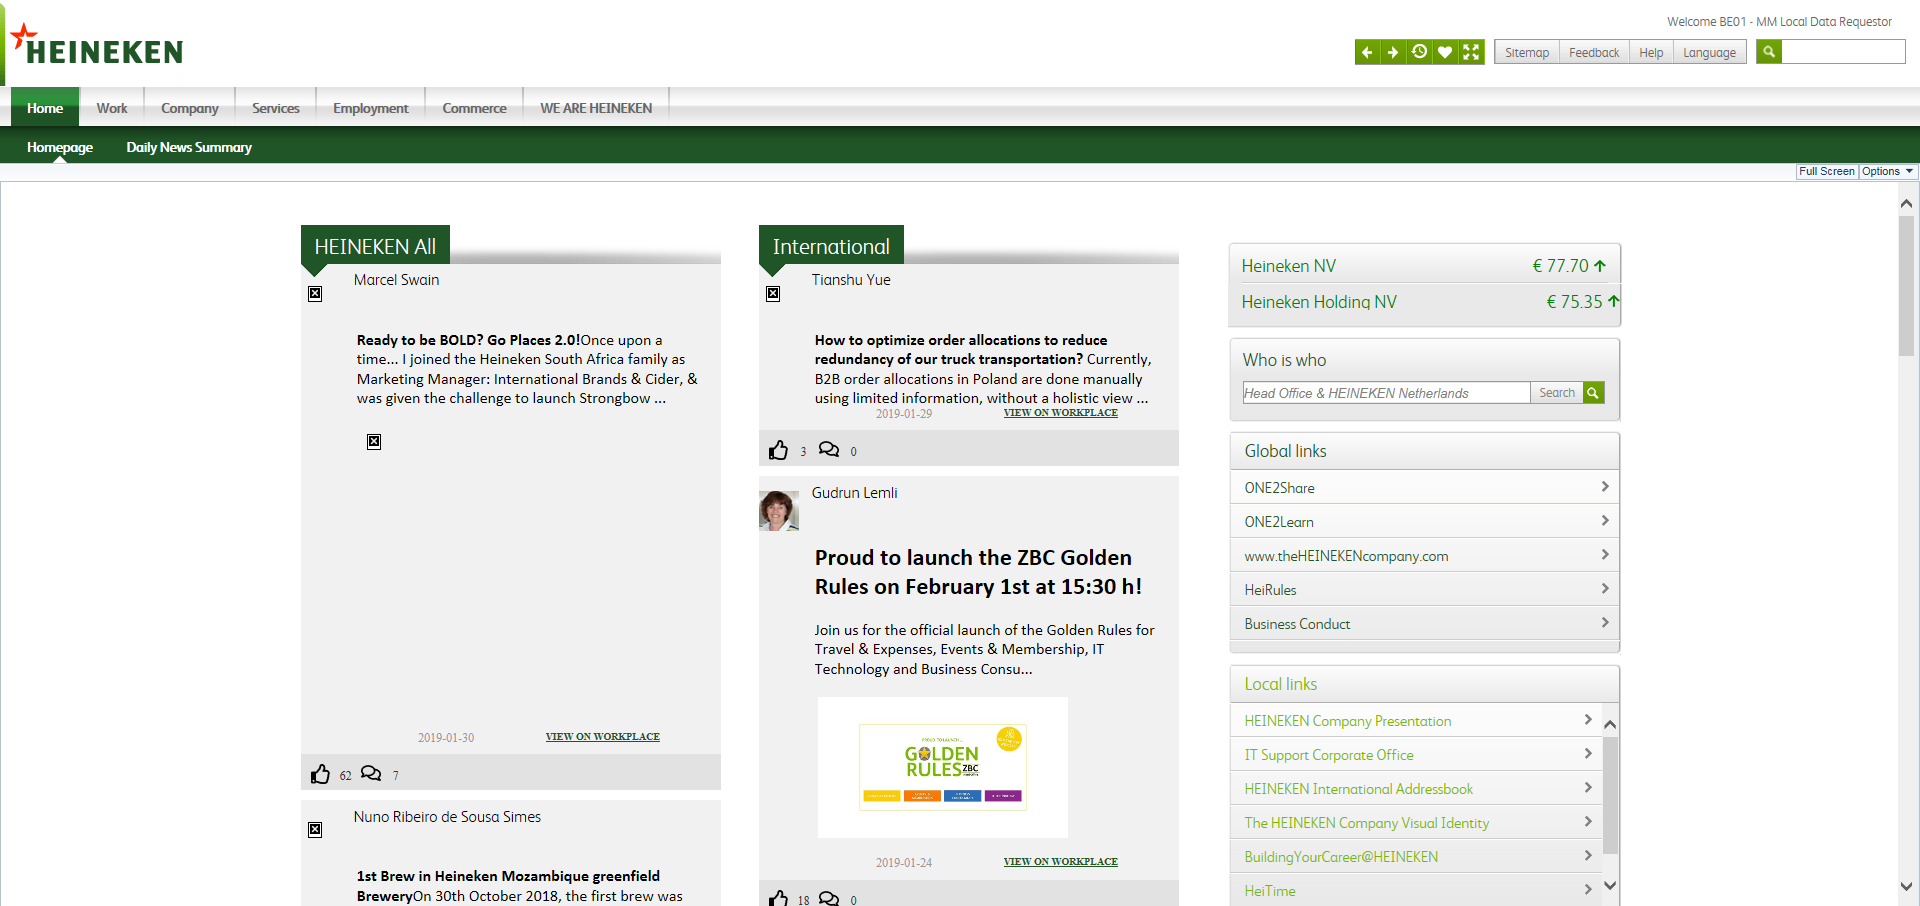 Welcome BE01 - MM Local Data Requestor
HEINEKEN
Sitemap Feedback Help Language
Home Work Company Services Employment Commerce WE ARE HEINEKEN
Homepage Daily News Summary
Full Screen Options
HEINEKEN All
Marcel Swain
Ready to be BOLD? Go Places 2.0!Once upon a
time... I joined the Heineken South Africa family as
Marketing Manager: International Brands & Cider, &
was given the challenge to launch Strongbow ...
2019-01-30 VIEW ON WORKPLACE
62 7
Nuno Ribeiro de Sousa Simes
1st Brew in Heineken Mozambique greenfield
BreweryOn 30th October 2018, the first brew was
International
Tianshu Yue
How to optimize order allocations to reduce
redundancy of our truck transportation? Currently,
B2B order allocations in Poland are done manually
using limited information, without a holistic view ...
2019-01-29 VIEW ON WORKPLACE
3 0
Gudrun Lemli
Proud to launch the ZBC Golden
Rules on February 1st at 15:30 h!
Join us for the official launch of the Golden Rules for
Travel & Expenses, Events & Membership, IT
Technology and Business Consu...
PROUD TO LAUNCH...
GOLDEN
RULES ZBC
2019-01-24 VIEW ON WORKPLACE
18 0
Heineken NV € 77.70
Heineken Holding NV € 75.35
Who is who
Head Office & HEINEKEN Netherlands Search
Global links
ONE2Share
ONE2Learn
www.theHEINEKENcompany.com
HeiRules
Business Conduct
Local links
HEINEKEN Company Presentation
IT Support Corporate Office
HEINEKEN International Addressbook
The HEINEKEN Company Visual Identity
BuildingYourCareer@HEINEKEN
HeiTime